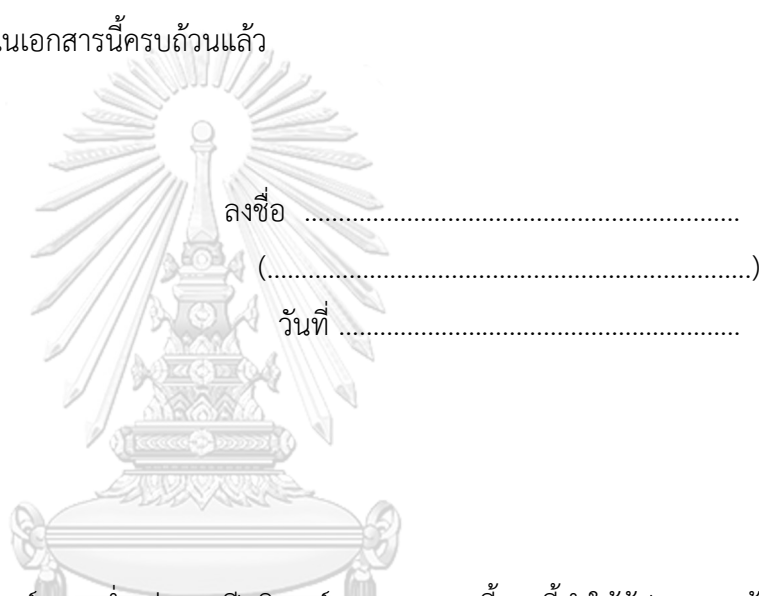 นเอกสารนี้ครบถ้วนแล้ว
ลงชื่อ ................................................................
(.......................................................................)
วันที่ ...........................................................